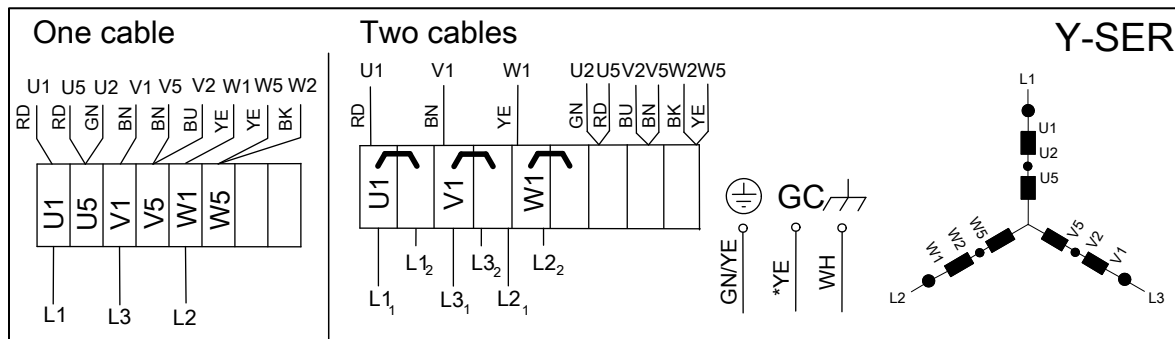 One cable
Two cables
Y-SER
U1 U5 U2 V1 V5 V2 W1 W5 W2
RD RD GN BN BN BU YE YE BK
U1 U5 V1 V5 W1 W5
L1 L3 L2
U1 V1 W1 U2 U5 V2 V5 W2 W5
RD BN YE GN RD BU BN BK YE
U1 V1 W1
L1₂ L3₂ L2₂
L1₁ L3₁ L2₁
GC
GN/YE *YE WH
L1
U1
U2
U5
W1 W2 W5 V5 V2 V1
L2 L3